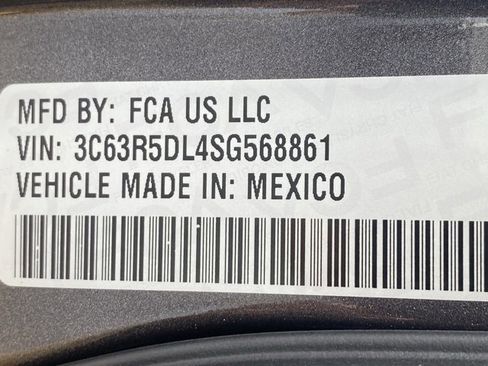 MFD BY: FCA US LLC
VIN: 3C63R5DL4SG568861
VEHICLE MADE IN: MEXICO